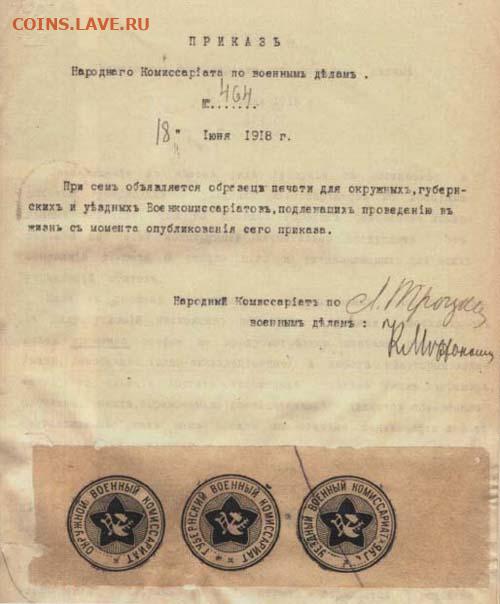 COINS.LAVE.RU
ПРИКАЗЪ
Народнаго Комиссаріата по военнымъ дѣламъ.
№ 464.......
18" Іюня 1918 г.
При семъ объявляется образецъ печати для окружныхъ,губерн-
скихъ и уѣздныхъ Военкомиссаріатовъ,подлежащихъ проведенію въ
жизнь съ момента опубликованія сего приказа.
Народный Комиссаріатъ по
военнымъ дѣламъ:
Л.Троцкій
ОКРУЖНОЙ ВОЕННЫЙ КОМИССАРИАТ
ГУБЕРНСКИЙ ВОЕННЫЙ КОМИССАРИАТ
УЕЗДНЫЙ ВОЕННЫЙ КОМИССАРИАТ